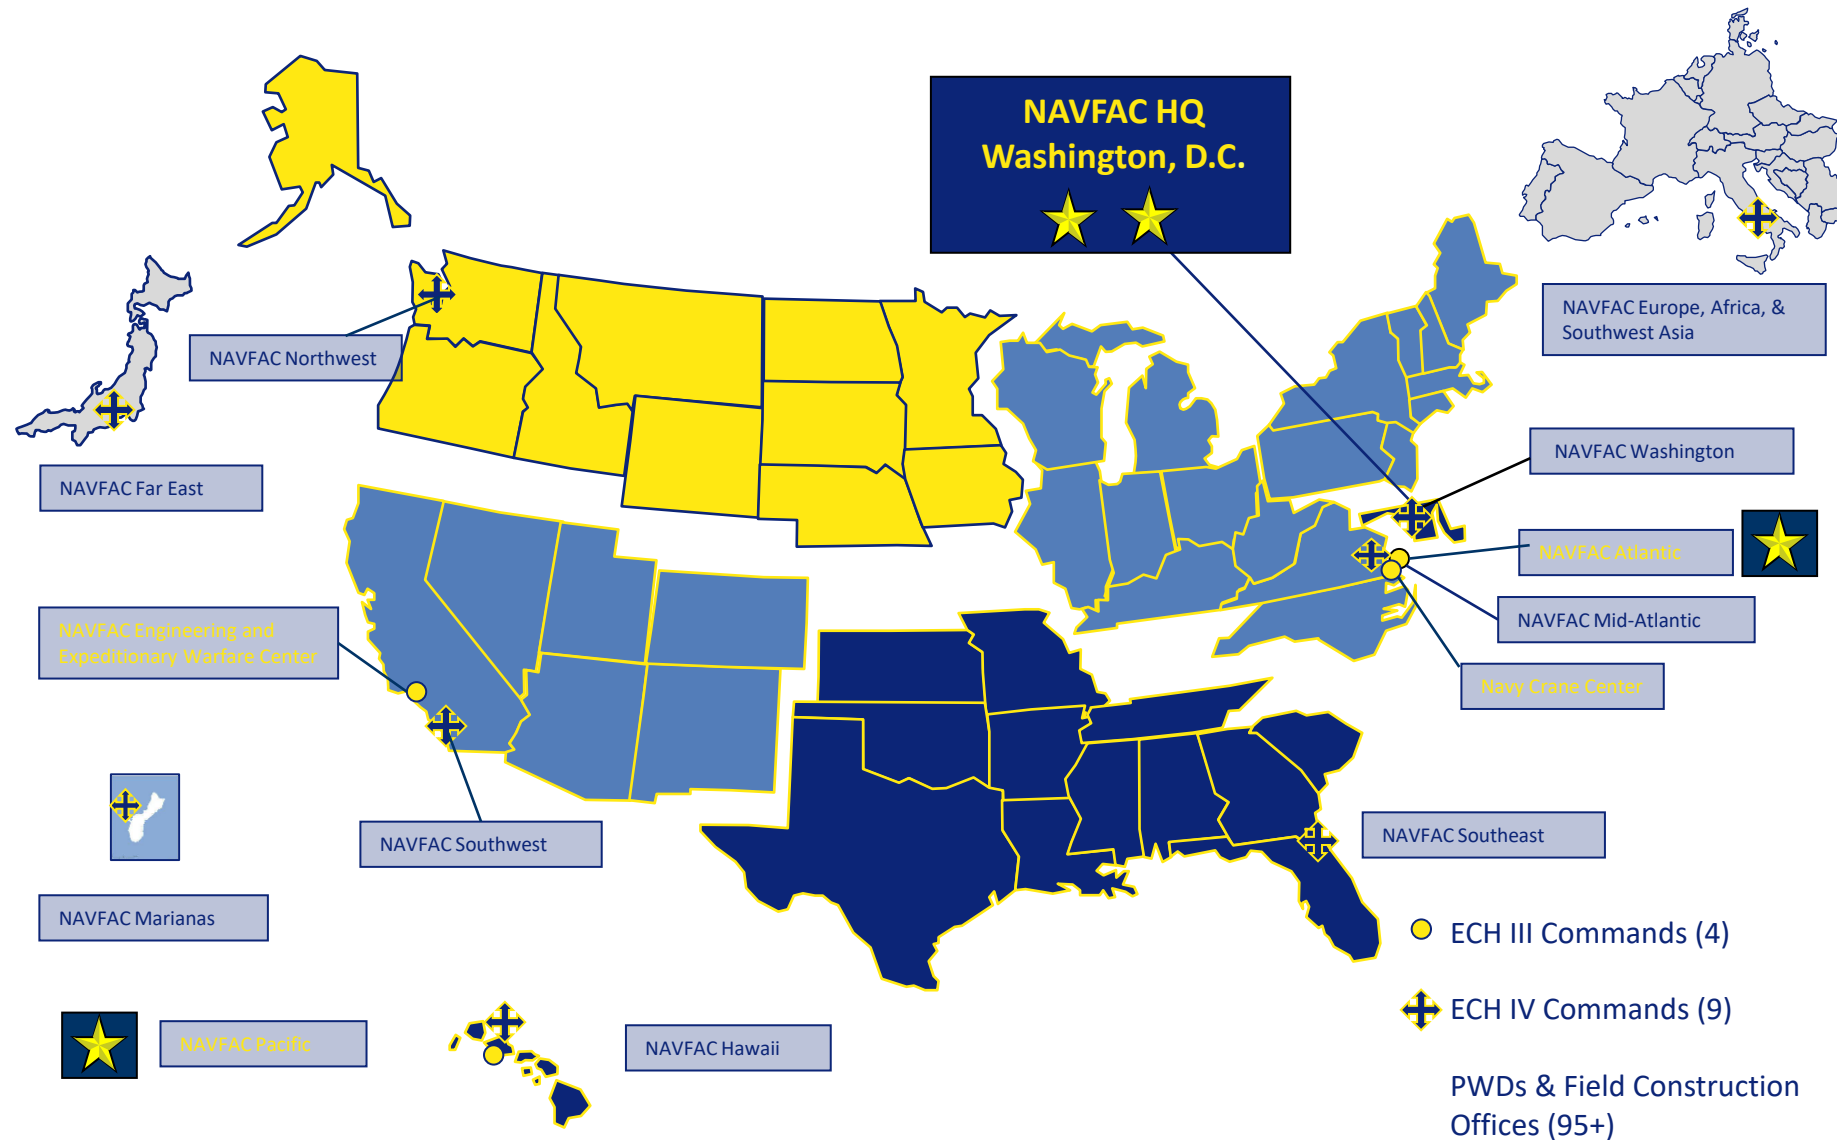 NAVFAC HQ
Washington, D.C.
NAVFAC Europe, Africa, &
Southwest Asia
NAVFAC Northwest
NAVFAC Washington
NAVFAC Far East
NAVFAC Atlantic
NAVFAC Engineering and
Expeditionary Warfare Center
NAVFAC Mid-Atlantic
Navy Crane Center
NAVFAC Southwest
NAVFAC Southeast
NAVFAC Marianas
ECH III Commands (4)
ECH IV Commands (9)
NAVFAC Pacific
NAVFAC Hawaii
PWDs & Field Construction
Offices (95+)